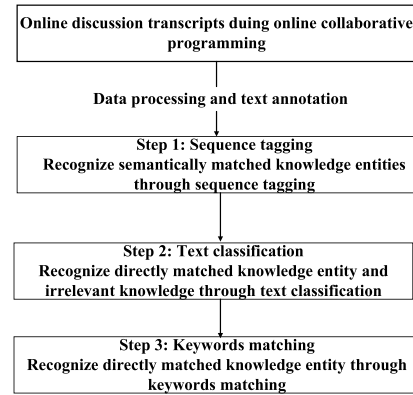 Online discussion transcripts duing online collaborative
programming
Data processing and text annotation
Step 1: Sequence tagging
Recognize semantically matched knowledge entities
through sequence tagging
Step 2: Text classification
Recognize directly matched knowledge entity and
irrelevant knowledge through text classification
Step 3: Keywords matching
Recognize directly matched knowledge entity through
keywords matching